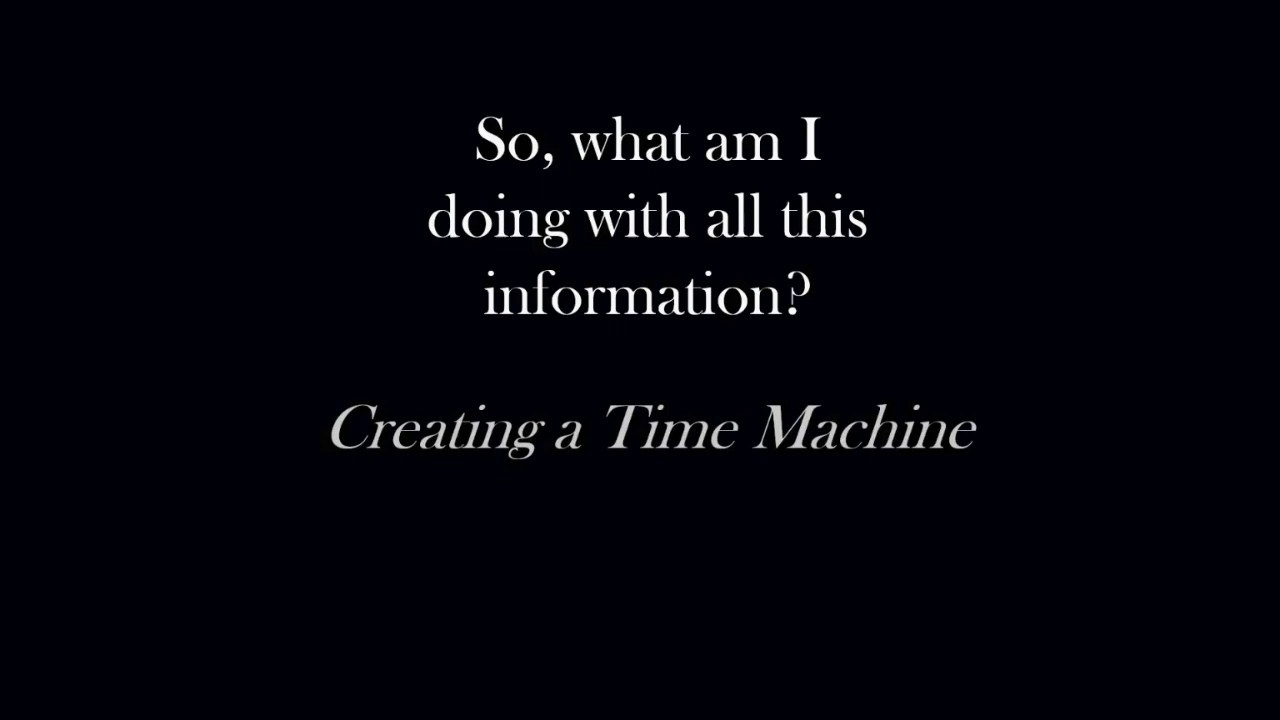 So, what am I
doing with all this
information?
Creating a Time Machine